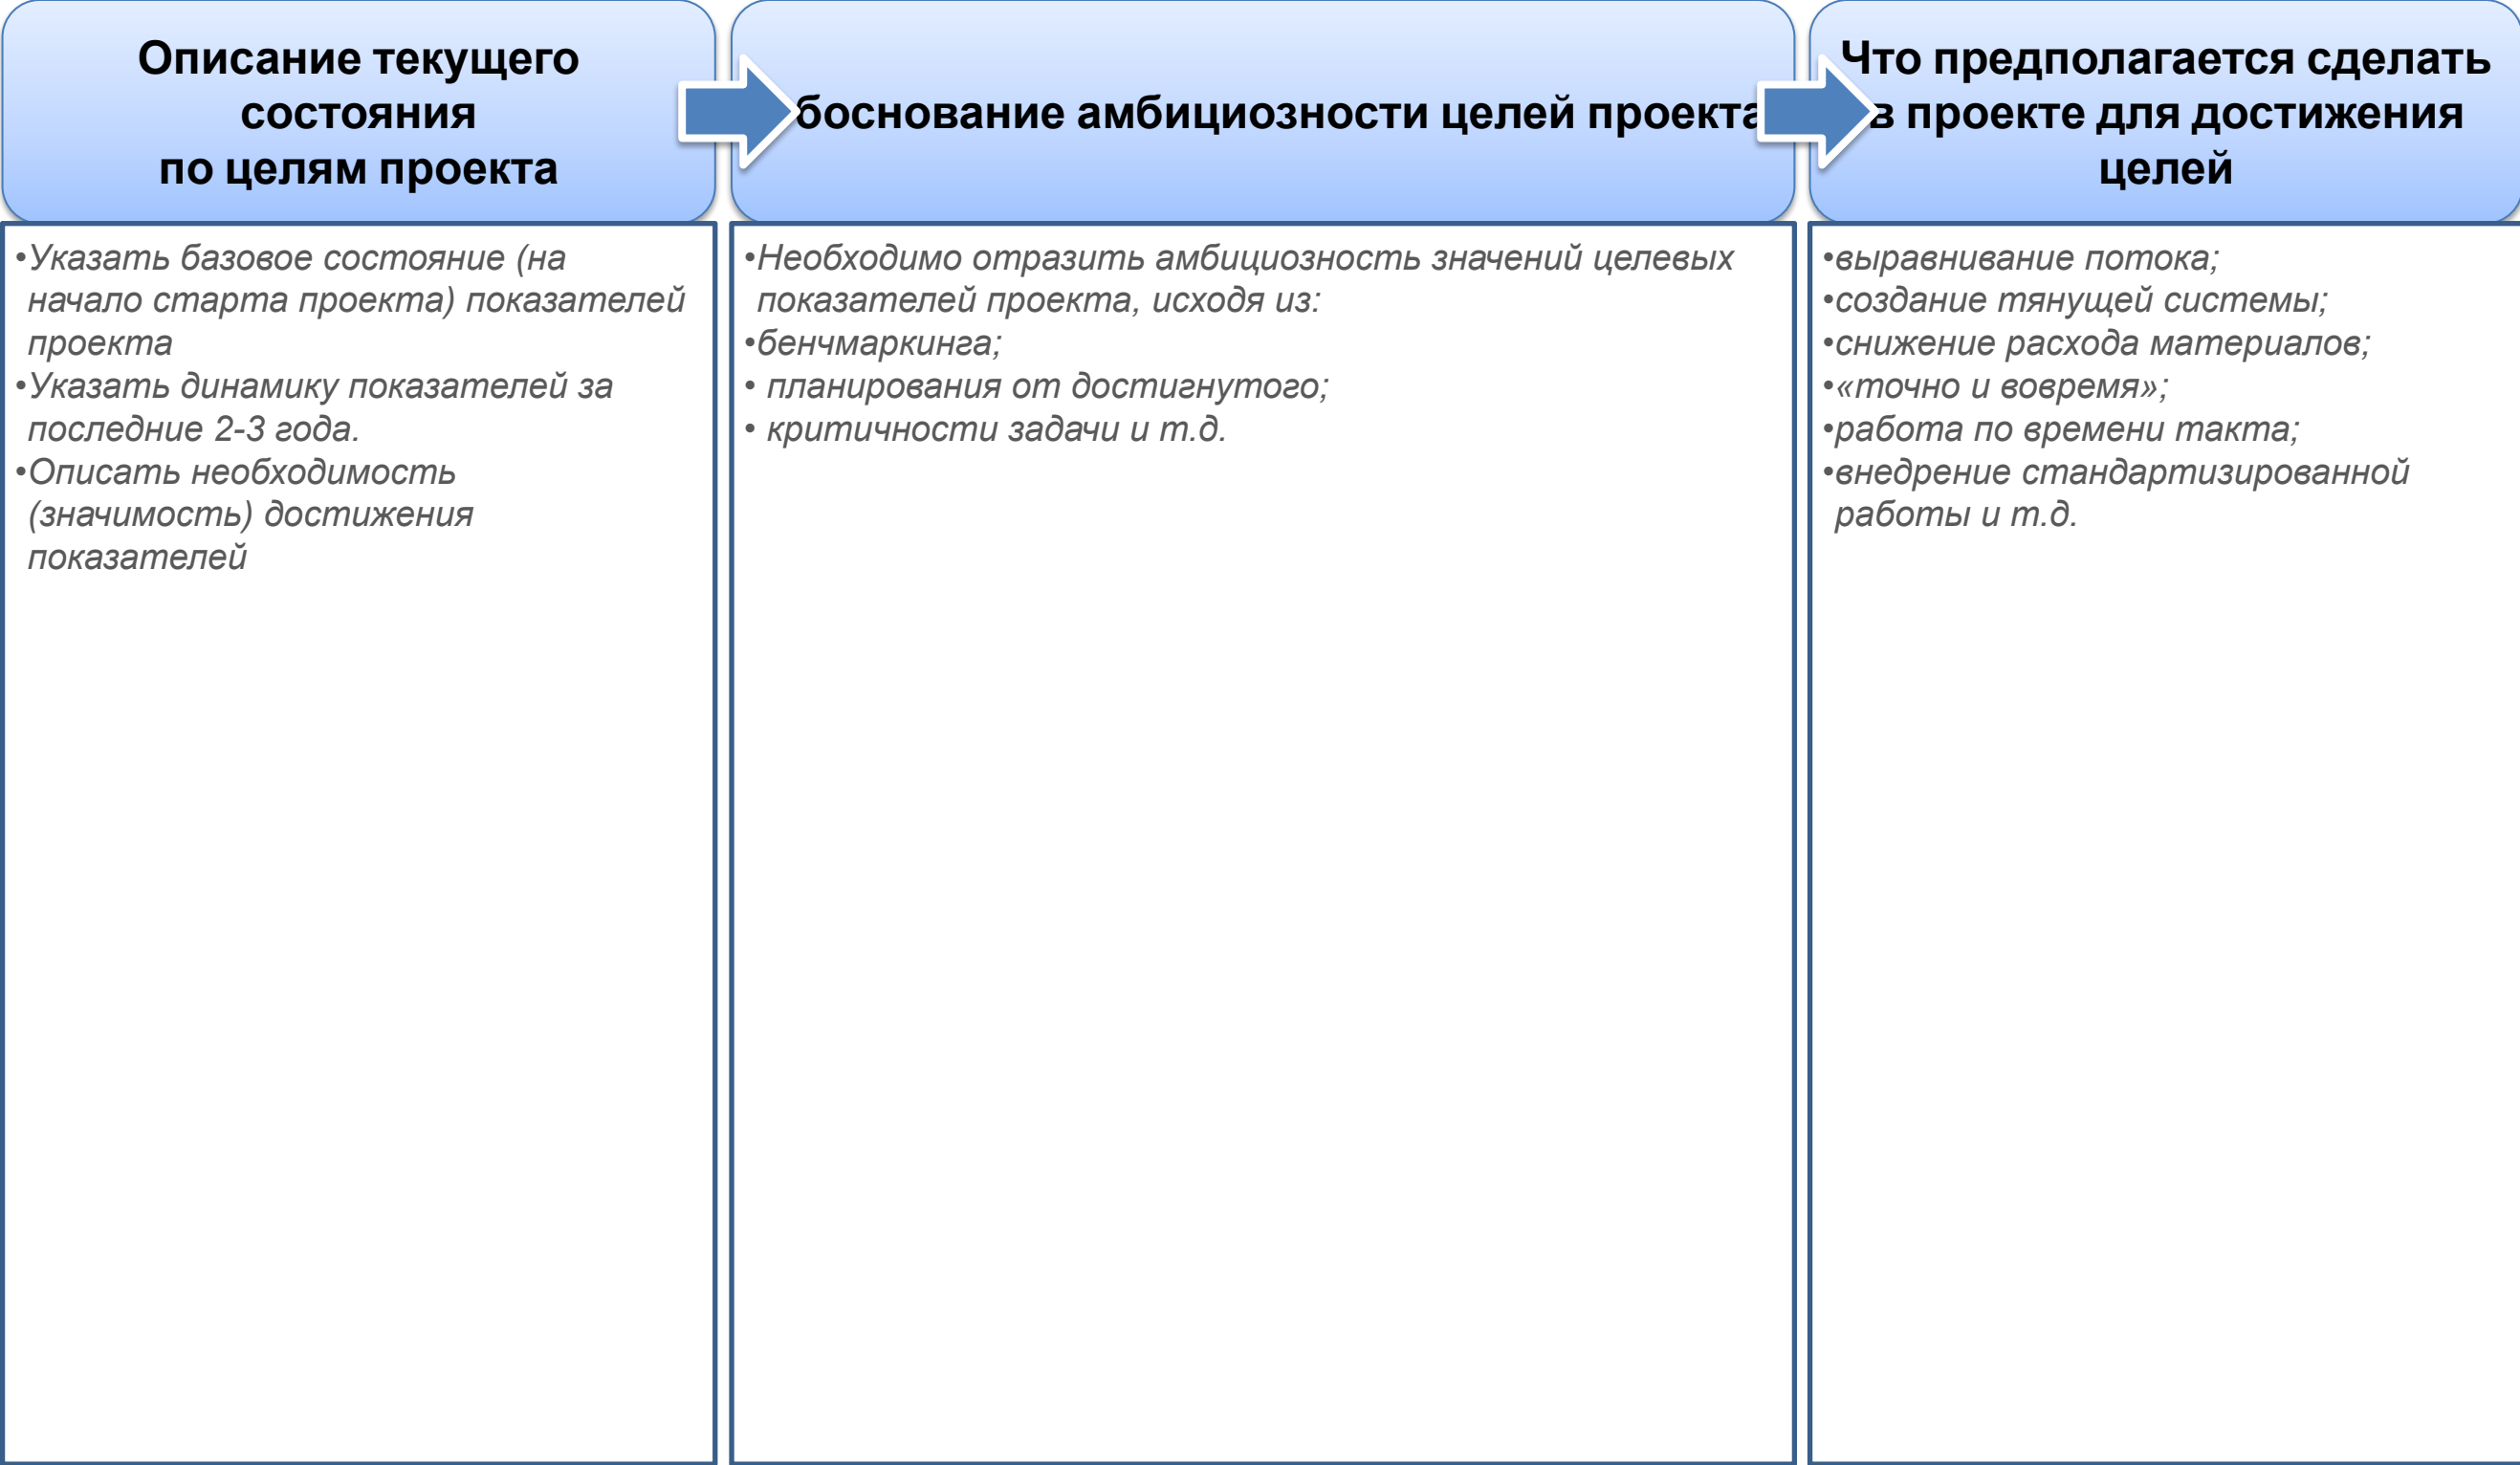 Описание текущего
состояния
по целям проекта
боснование амбициозности целей проекта
Что предполагается сделать
в проекте для достижения
целей
•Указать базовое состояние (на
начало старта проекта) показателей
проекта
•Указать динамику показателей за
последние 2-3 года.
•Описать необходимость
(значимость) достижения
показателей
•Необходимо отразить амбициозность значений целевых
показателей проекта, исходя из:
•бенчмаркинга;
• планирования от достигнутого;
• критичности задачи и т.д.
•выравнивание потока;
•создание тянущей системы;
•снижение расхода материалов;
•«точно и вовремя»;
•работа по времени такта;
•внедрение стандартизированной
работы и т.д.